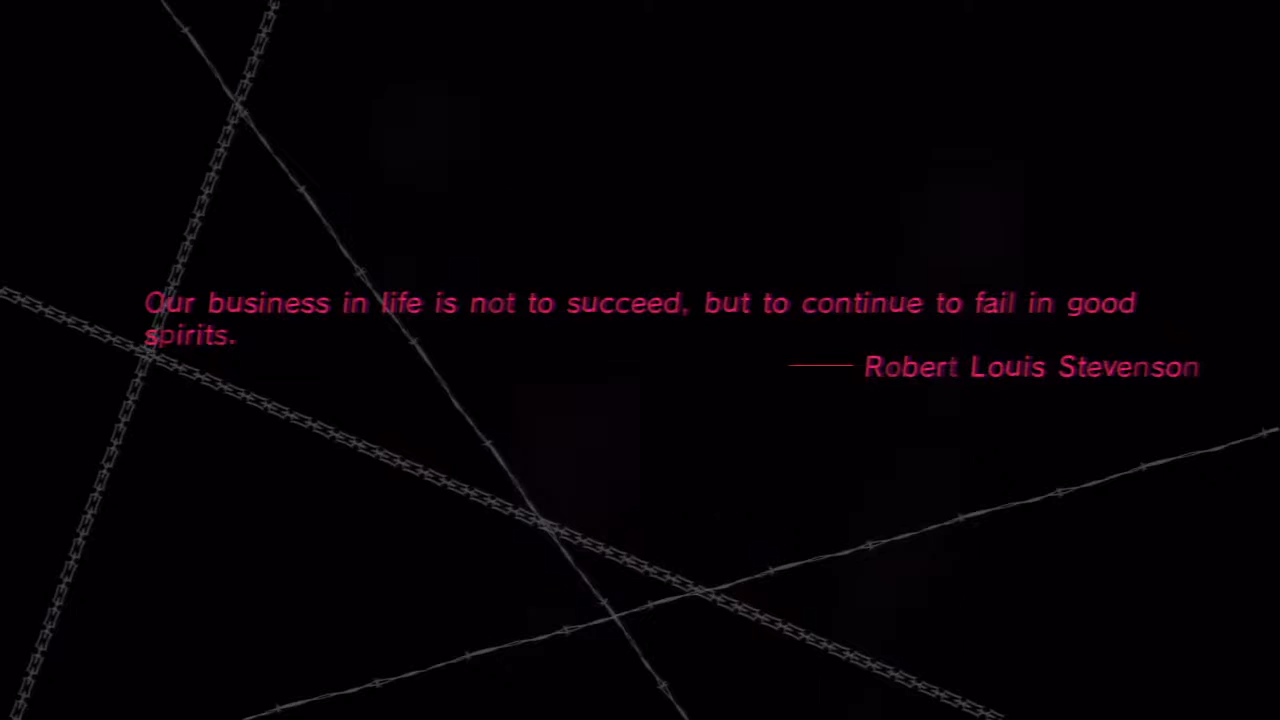 Our business in life is not to succeed, but to continue to fail in good
spirits.
—— Robert Louis Stevenson